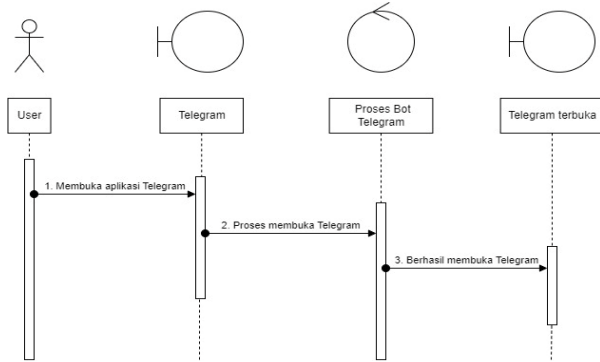 User
Telegram
Proses Bot
Telegram
Telegram terbuka
1. Membuka aplikasi Telegram
2. Proses membuka Telegram
3. Berhasil membuka Telegram